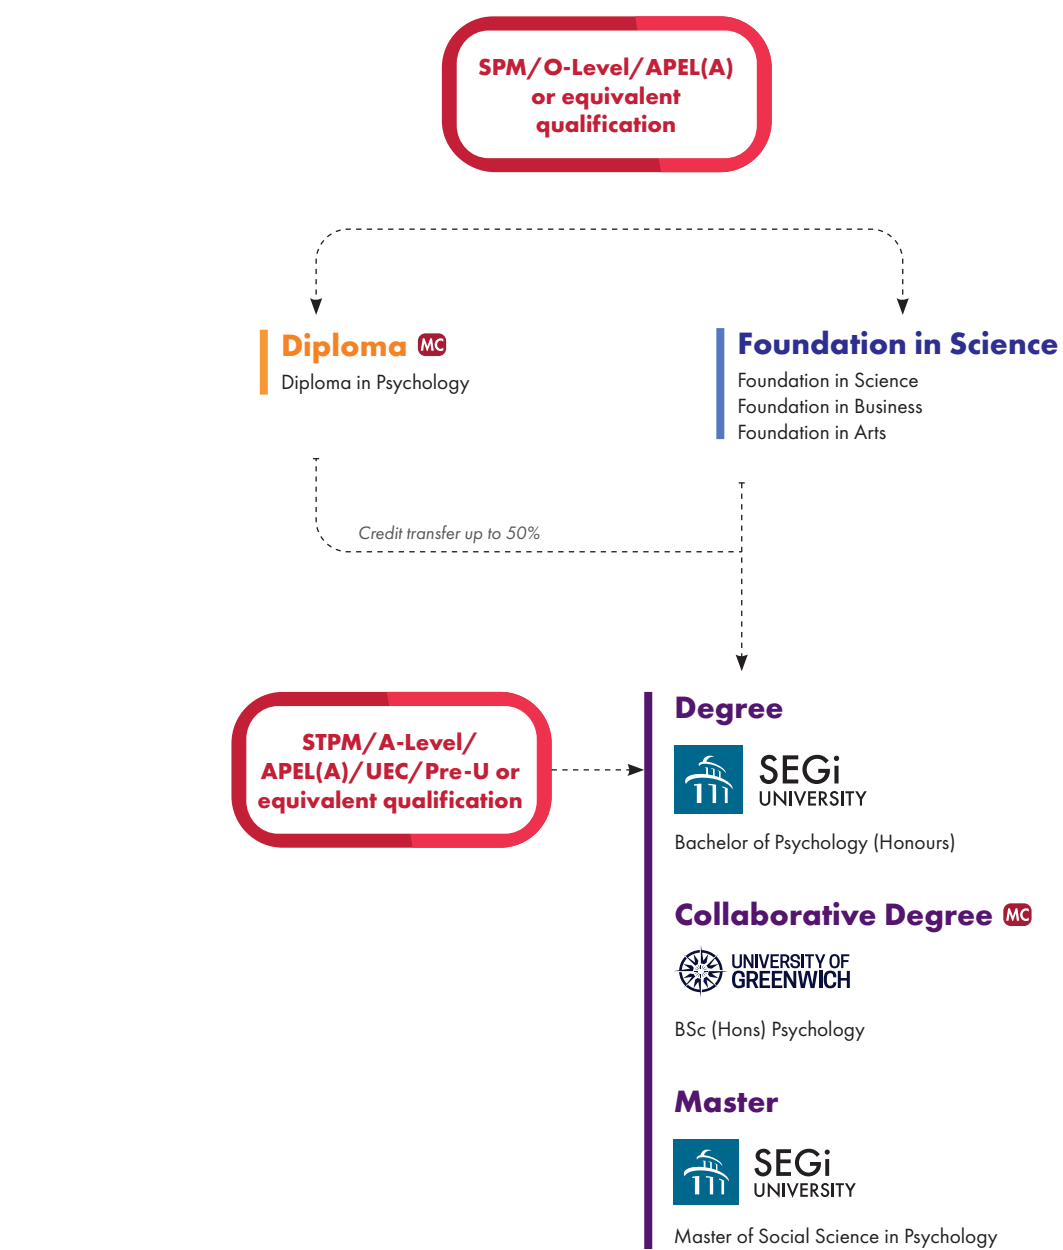 SPM/O-Level/APEL(A)
or equivalent
qualification
Diploma MC
Diploma in Psychology
Foundation in Science
Foundation in Science
Foundation in Business
Foundation in Arts
Credit transfer up to 50%
STPM/A-Level/
APEL(A)/UEC/Pre-U or
equivalent qualification
Degree
SEGi
UNIVERSITY
Bachelor of Psychology (Honours)
Collaborative Degree MC
UNIVERSITY OF
GREENWICH
BSc (Hons) Psychology
Master
SEGi
UNIVERSITY
Master of Social Science in Psychology